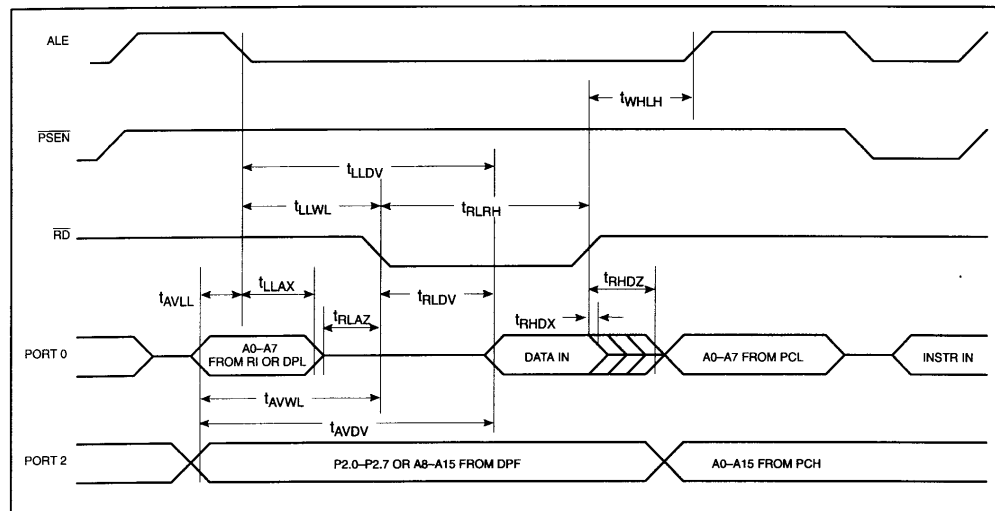 ALE
tWHLH
PSEN
tLLDV
tLLWL
tRLRH
RD
tAVLL
tLLAX
tRLAZ
tRLDV
tRHDZ
tRHDX
PORT 0
A0–A7
FROM RI OR DPL
DATA IN
A0–A7 FROM PCL
INSTR IN
tAVWL
tAVDV
PORT 2
P2.0–P2.7 OR A8–A15 FROM DPF
A0–A15 FROM PCH